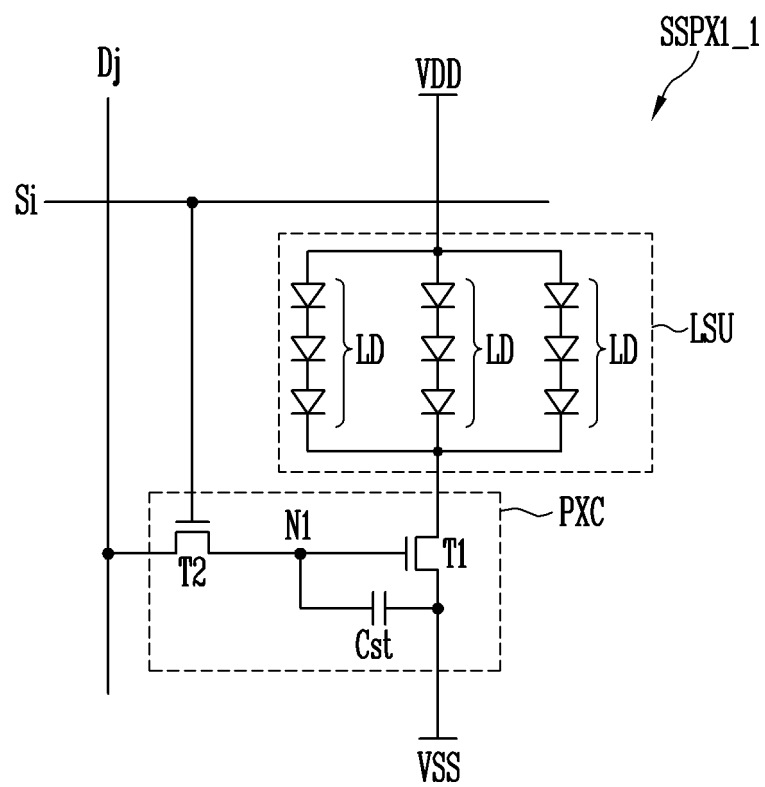 SSPX1_1
Dj
VDD
Si
LD
LD
LD
LSU
PXC
N1
T1
T2
Cst
VSS